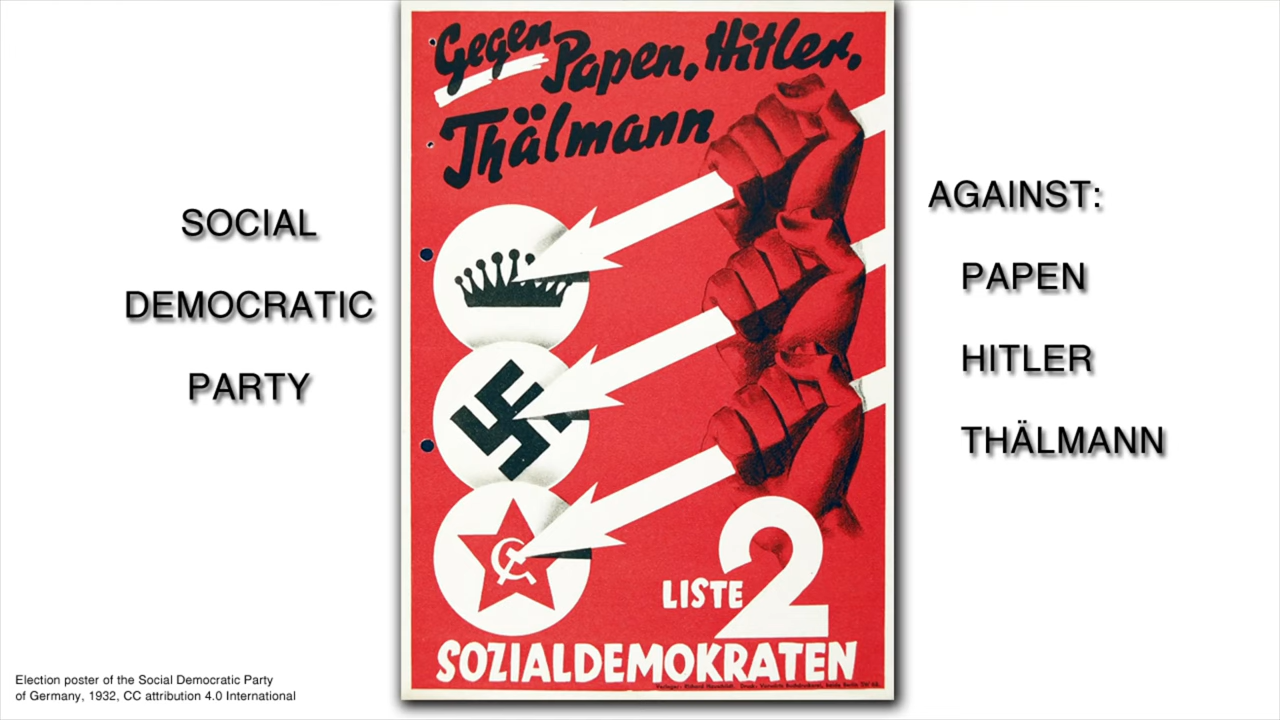 Gegen Papen, Hitler,
Thälmann
LISTE 2
SOZIALDEMOKRATEN
SOCIAL
DEMOCRATIC
PARTY
AGAINST:
PAPEN
HITLER
THÄLMANN
Election poster of the Social Democratic Party
of Germany, 1932, CC attribution 4.0 International